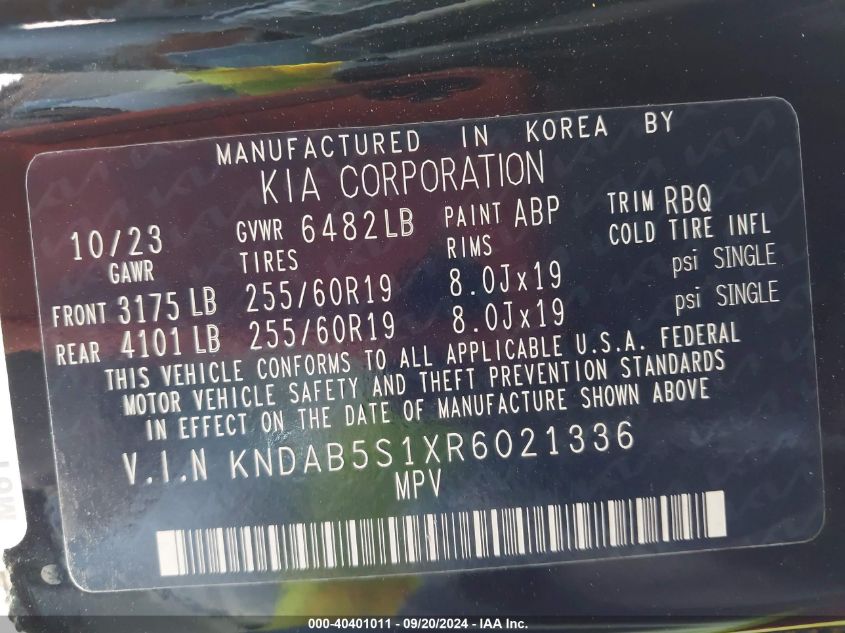 MANUFACTURED IN KOREA BY
KIA CORPORATION
10/23 GVWR 6482LB PAINT ABP TRIM RBQ
GAWR TIRES RIMS COLD TIRE INFL
FRONT 3175 LB 255/60R19 8.0Jx19 psi SINGLE
REAR 4101 LB 255/60R19 8.0Jx19 psi SINGLE
THIS VEHICLE CONFORMS TO ALL APPLICABLE U.S.A. FEDERAL
MOTOR VEHICLE SAFETY AND THEFT PREVENTION STANDARDS
IN EFFECT ON THE DATE OF MANUFACTURE SHOWN ABOVE
V.I.N KNDAB5S1XR6021336
MPV
000-40401011 - 09/20/2024 - IAA Inc.